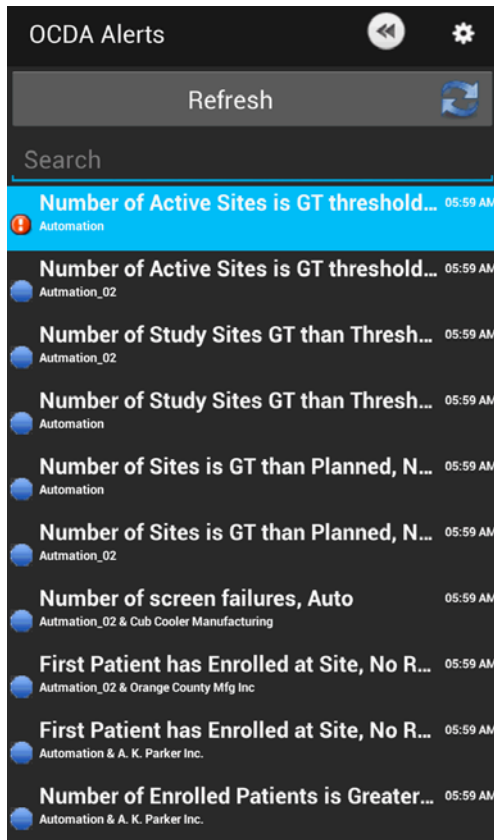 OCDA Alerts
Refresh
Search
Number of Active Sites is GT threshold... 05:59 AM
Automation
Number of Active Sites is GT threshold... 05:59 AM
Autmation_02
Number of Study Sites GT than Thresh... 05:59 AM
Autmation_02
Number of Study Sites GT than Thresh... 05:59 AM
Automation
Number of Sites is GT than Planned, N... 05:59 AM
Automation
Number of Sites is GT than Planned, N... 05:59 AM
Autmation_02
Number of screen failures, Auto 05:59 AM
Autmation_02 & Cub Cooler Manufacturing
First Patient has Enrolled at Site, No R... 05:59 AM
Autmation_02 & Orange County Mfg Inc
First Patient has Enrolled at Site, No R... 05:59 AM
Automation & A. K. Parker Inc.
Number of Enrolled Patients is Greater... 05:59 AM
Automation & A. K. Parker Inc.